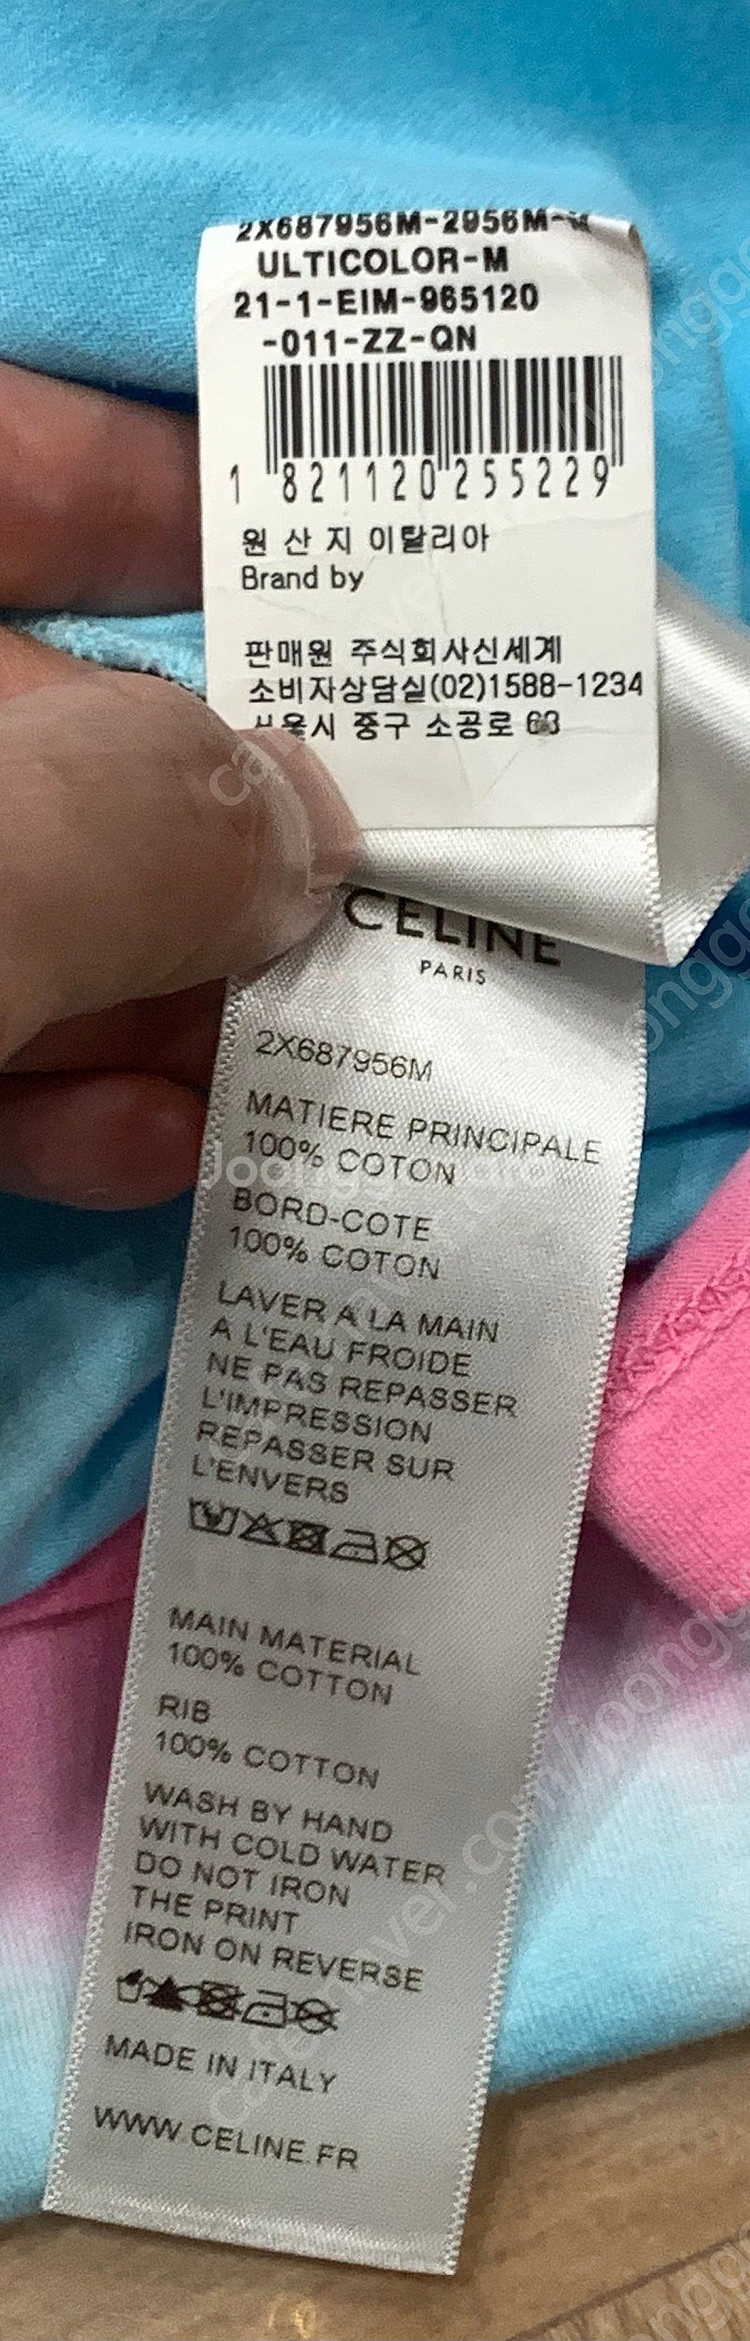 2X687956M-2956M-M
ULTICOLOR-M
21-1-EIM-965120
-011-ZZ-QN
1 821120 255229
원 산 지 이탈리아
Brand by
판매원 주식회사신세계
소비자상담실(02)1588-1234
서울시 중구 소공로 63
CELINE
PARIS
2X687956M
MATIERE PRINCIPALE
100% COTON
BORD-COTE
100% COTON
LAVER A LA MAIN
A L'EAU FROIDE
NE PAS REPASSER
L'IMPRESSION
REPASSER SUR
L'ENVERS
MAIN MATERIAL
100% COTTON
RIB
100% COTTON
WASH BY HAND
WITH COLD WATER
DO NOT IRON
THE PRINT
IRON ON REVERSE
MADE IN ITALY
WWW.CELINE.FR